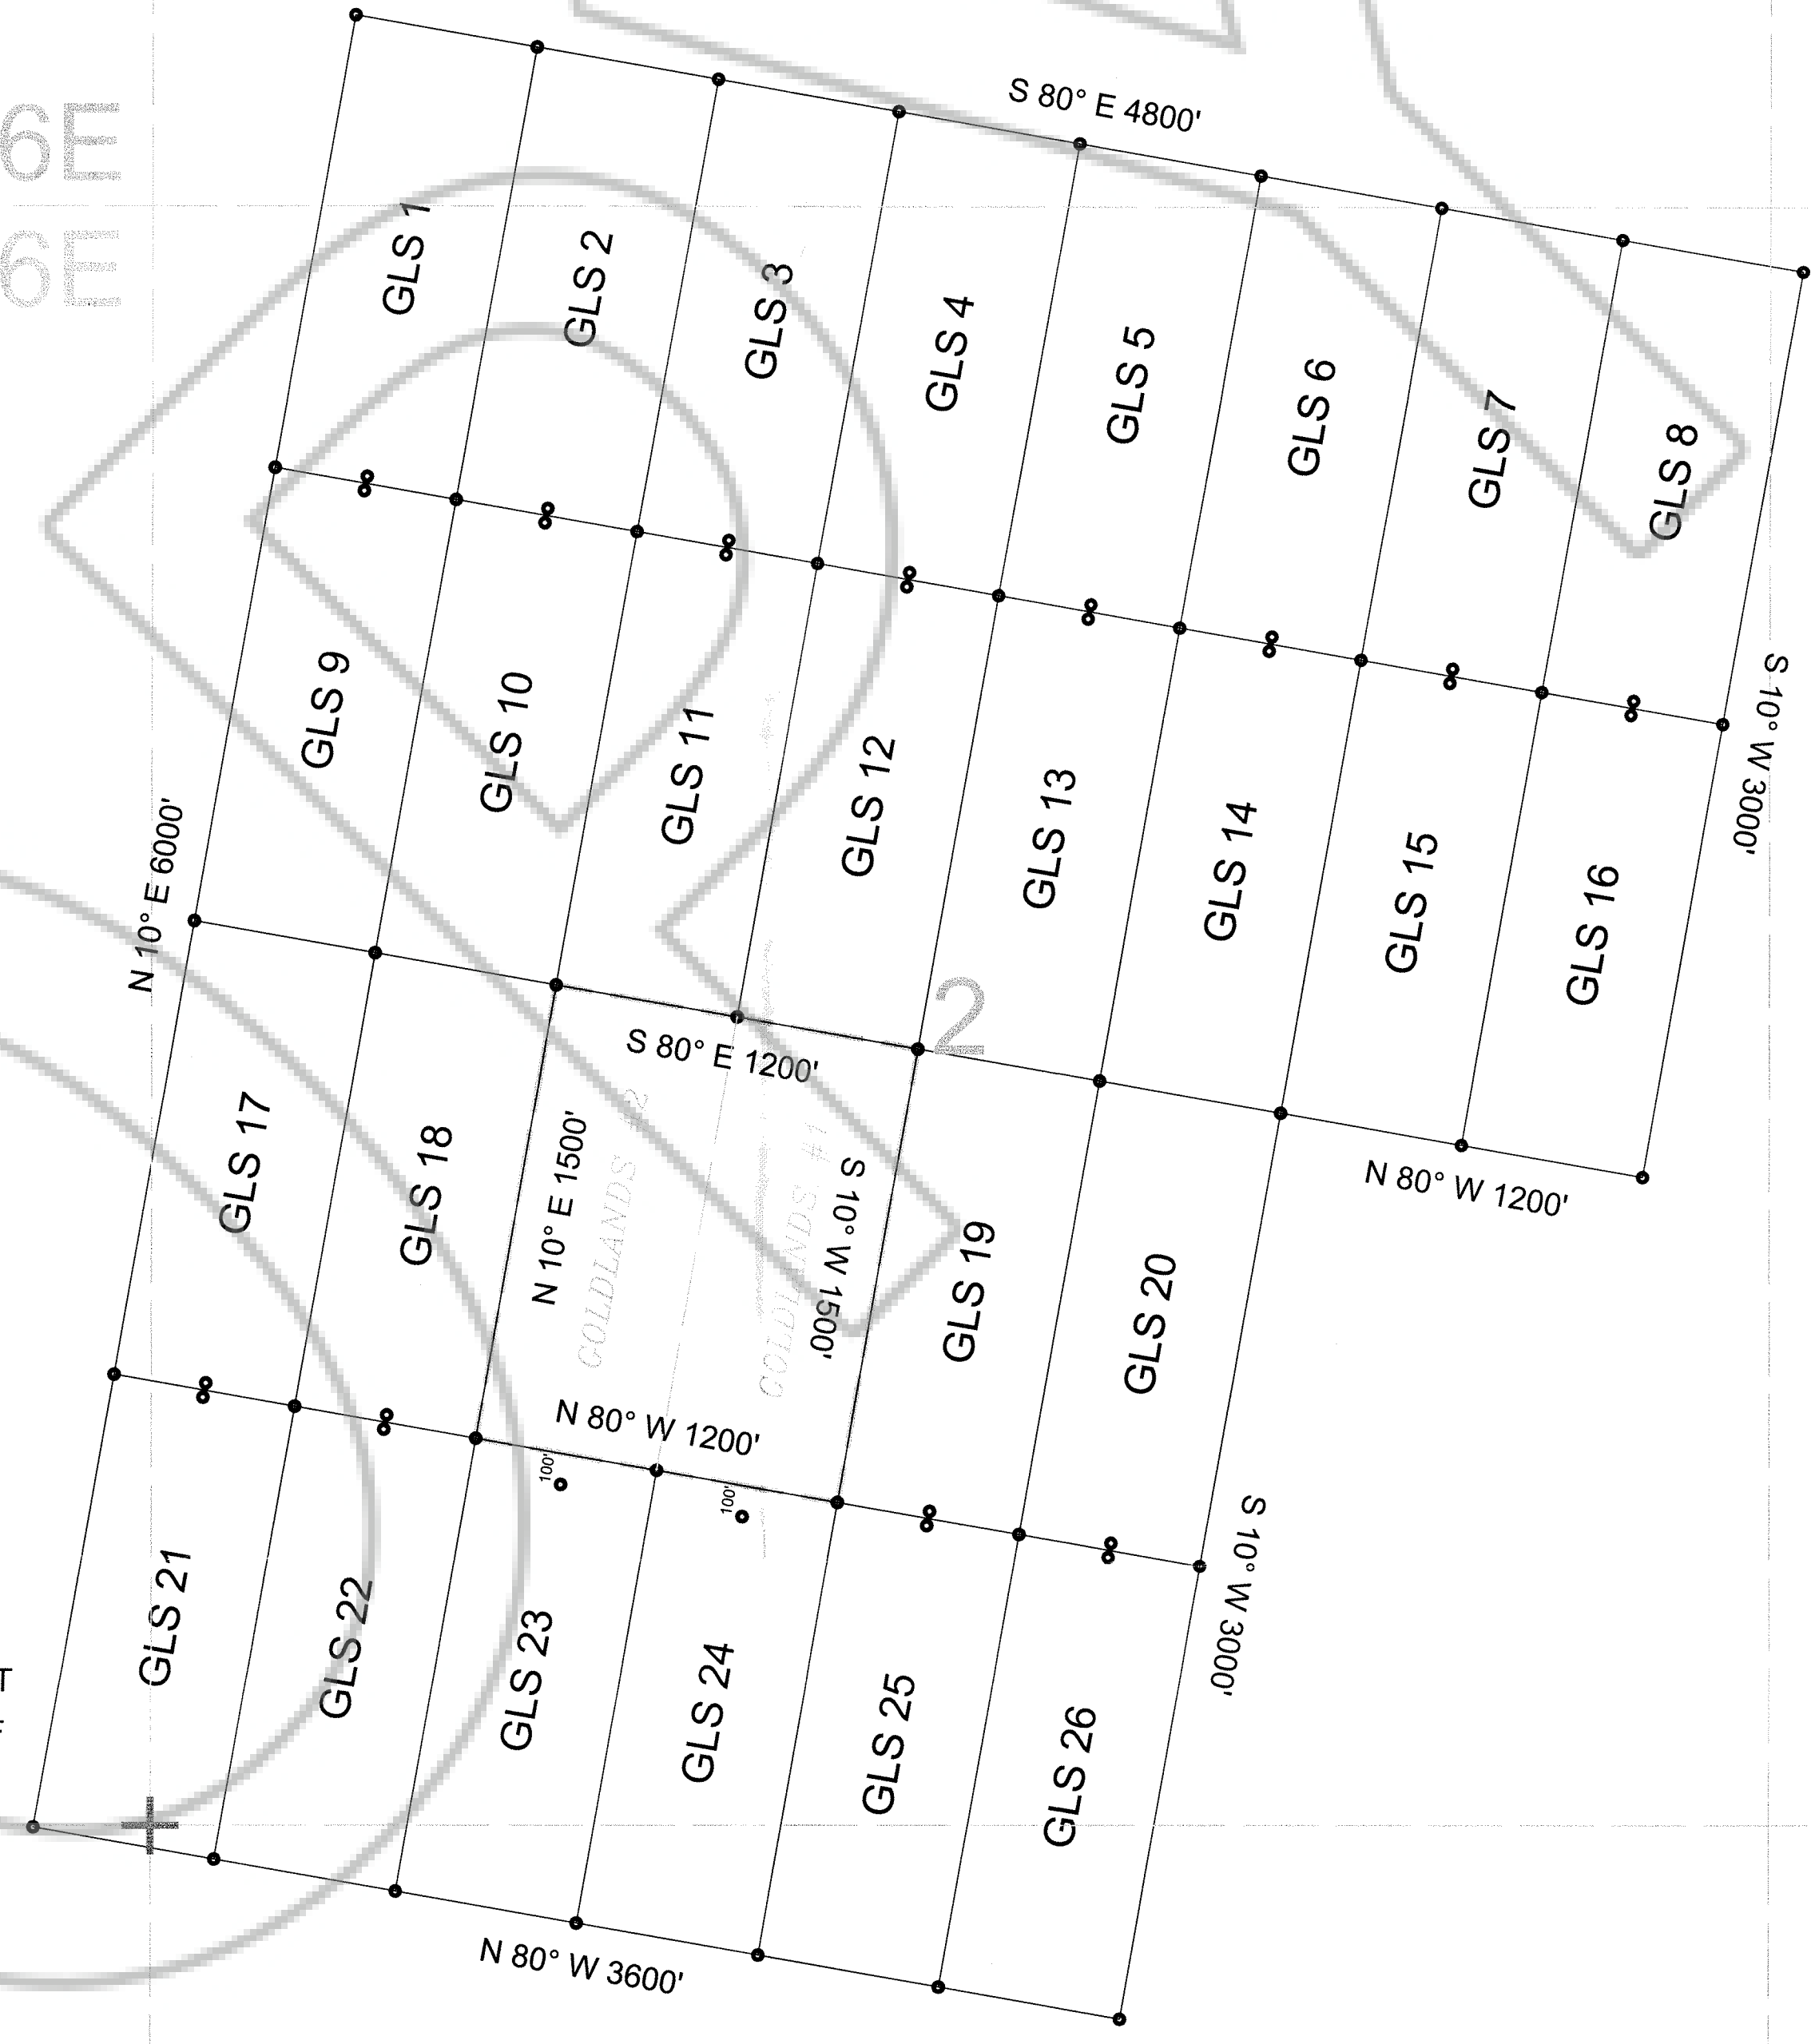 S 80° E 4800'
6E
6E
GLS 1
GLS 2
GLS 3
GLS 4
GLS 5
GLS 6
GLS 7
GLS 8
S 10° W 3000'
GLS 9
GLS 10
GLS 11
GLS 12
GLS 13
GLS 14
GLS 15
GLS 16
N 10° E 6000'
2
S 80° E 1200'
N 80° W 1200'
GLS 17
GLS 18
N 10° E 1500'
GOLDLANDS #2
GOLDLANDS #1
S 10° W 1500'
GLS 19
GLS 20
N 80° W 1200'
100'
100'
S 10° W 3000'
GLS 21
GLS 22
GLS 23
GLS 24
GLS 25
GLS 26
T
N 80° W 3600'